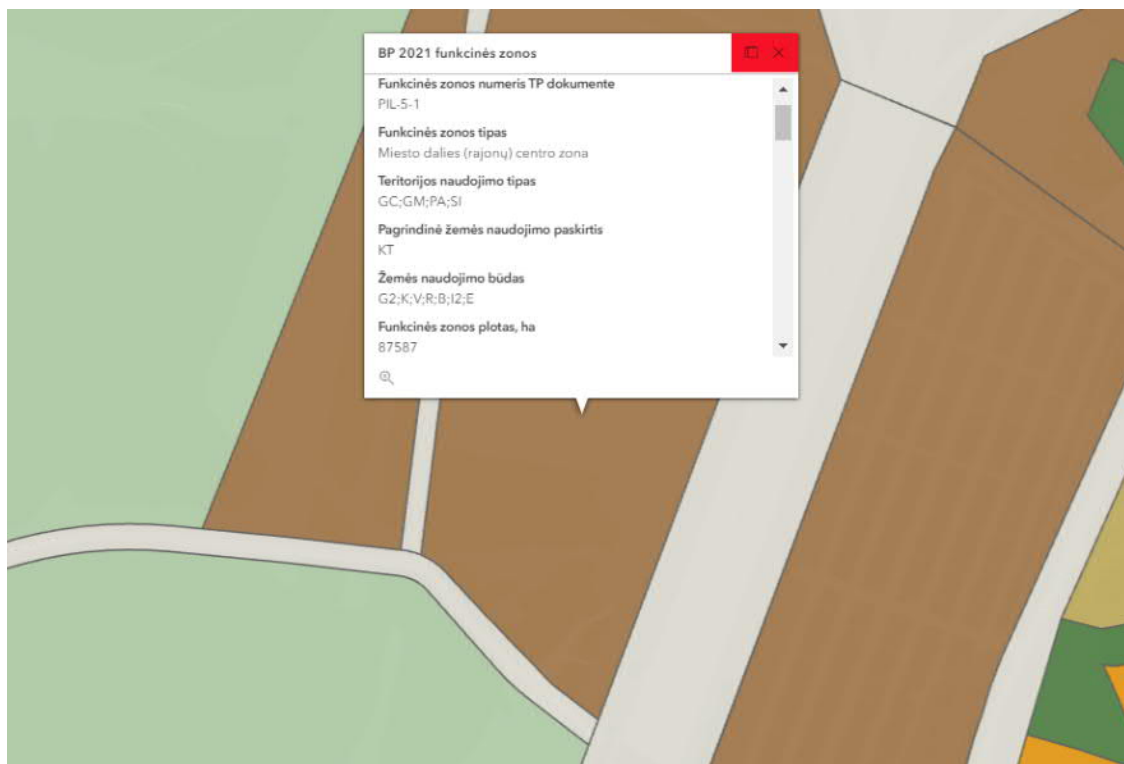 BP 2021 funkcinės zonos
Funkcinės zonos numeris TP dokumente
PIL-5-1
Funkcinės zonos tipas
Miesto dalies (rajonų) centro zona
Teritorijos naudojimo tipas
GC;GM;PA;SI
Pagrindinė žemės naudojimo paskirtis
KT
Žemės naudojimo būdas
G2;K;V;R;B;I2;E
Funkcinės zonos plotas, ha
87587